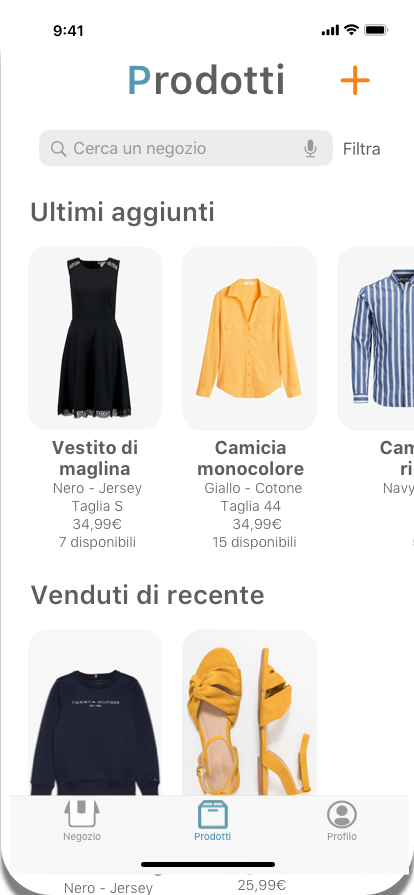 9:41
Prodotti
Cerca un negozio
Filtra
Ultimi aggiunti
Vestito di
maglina
Nero - Jersey
Taglia S
34,99€
7 disponibili
Camicia
monocolore
Giallo - Cotone
Taglia 44
34,99€
15 disponibili
Cam
ri
Navy
Venduti di recente
TOMMY HILFIGER
Negozio
Prodotti
Profilo
Nero - Jersey
25,99€